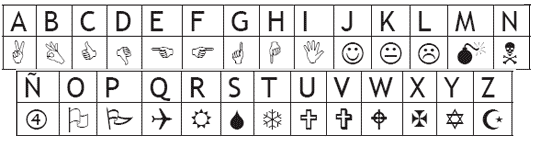 A B C D E F G H I J K L M N
✌ 👌 👍 👎 ☜ ☞ ☝ ☟ 🖐 ☺ 😐 ☹ 💣 ☠
Ñ O P Q R S T U V W X Y Z
④ 🏳 🏱 ✈ ☼ 💧 ❄ ✞ ✞ 🕈 ✠ ✡ ☪